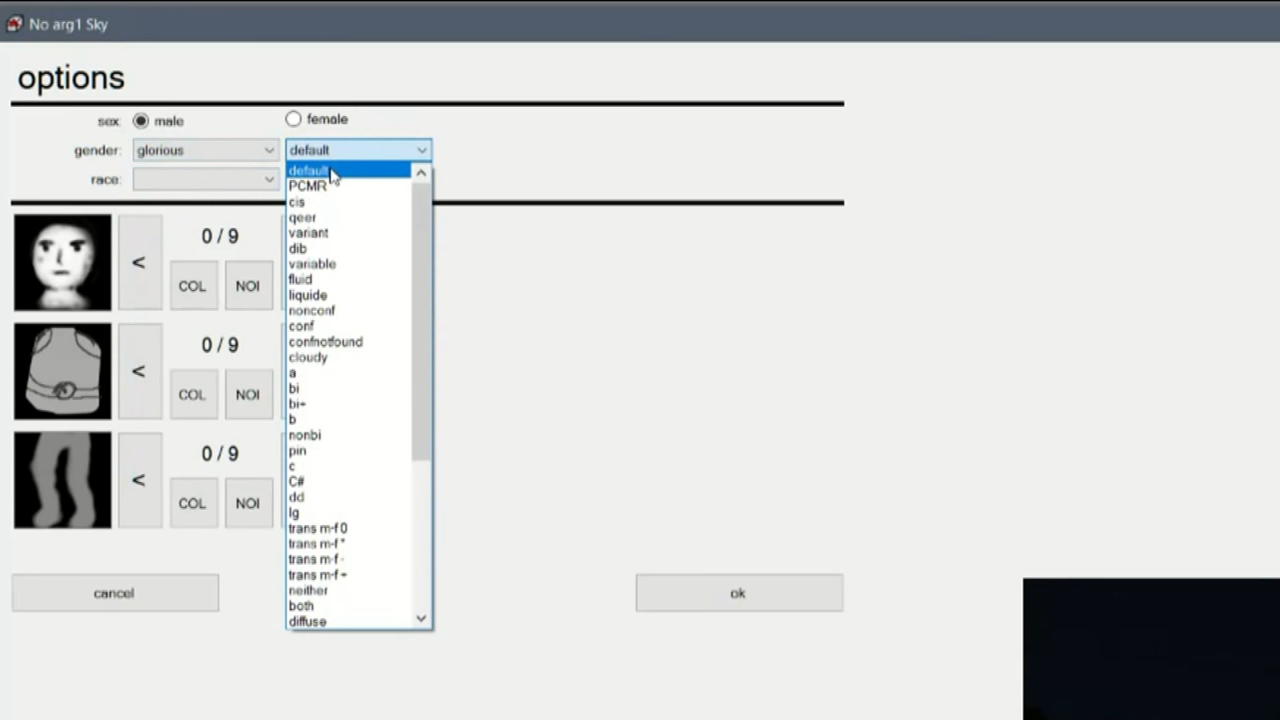 No arg1 Sky
options
sex: male female
gender: glorious default
race:
default
PCMR
cis
qeer
variant
dib
variable
fluid
liquide
nonconf
conf
confnotfound
cloudy
a
bi
bi+
b
nonbi
pin
c
C#
dd
lg
trans m-f 0
trans m-f *
trans m-f -
trans m-f +
neither
both
diffuse
< 0 / 9
COL NOI
< 0 / 9
COL NOI
< 0 / 9
COL NOI
cancel ok